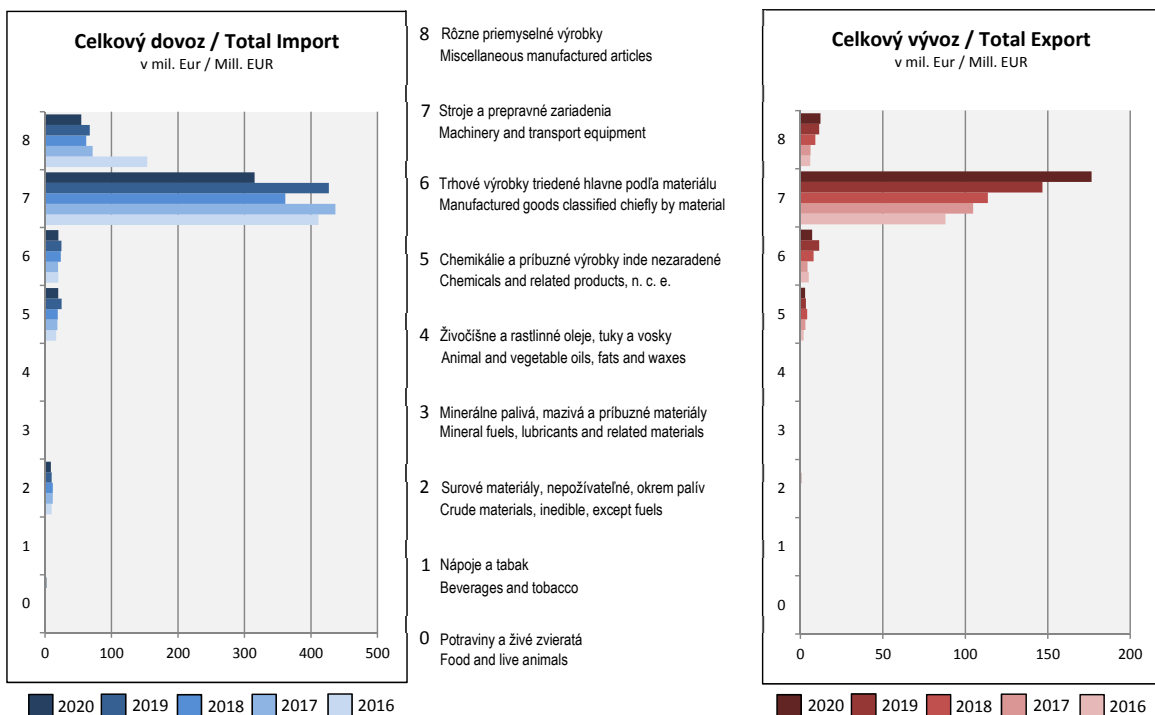 Celkový dovoz / Total Import
v mil. Eur / Mill. EUR
8
7
6
5
4
3
2
1
0
0 100 200 300 400 500
2020 2019 2018 2017 2016
8 Rôzne priemyselné výrobky
Miscellaneous manufactured articles
7 Stroje a prepravné zariadenia
Machinery and transport equipment
6 Trhové výrobky triedené hlavne podľa materiálu
Manufactured goods classified chiefly by material
5 Chemikálie a príbuzné výrobky inde nezaradené
Chemicals and related products, n. c. e.
4 Živočíšne a rastlinné oleje, tuky a vosky
Animal and vegetable oils, fats and waxes
3 Minerálne palivá, mazivá a príbuzné materiály
Mineral fuels, lubricants and related materials
2 Surové materiály, nepožívateľné, okrem palív
Crude materials, inedible, except fuels
1 Nápoje a tabak
Beverages and tobacco
0 Potraviny a živé zvieratá
Food and live animals
Celkový vývoz / Total Export
v mil. Eur / Mill. EUR
8
7
6
5
4
3
2
1
0
0 50 100 150 200
2020 2019 2018 2017 2016